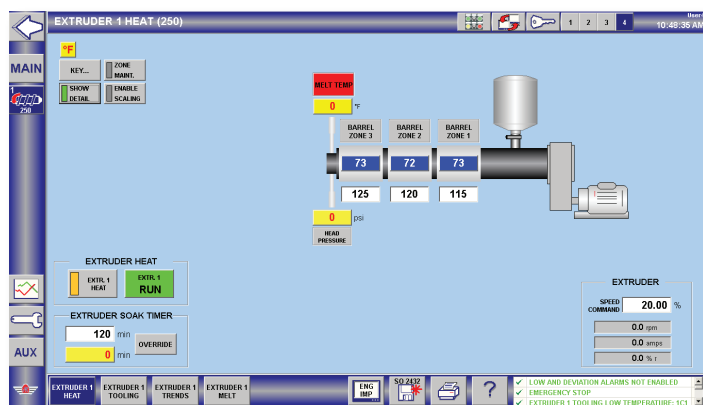 EXTRUDER 1 HEAT (250)
1 2 3 4
User-
10:48:35 AM
°F
MAIN
KEY...
ZONE
MAINT.
SHOW
DETAIL
ENABLE
SCALING
1
250
MELT TEMP
0 °F
BARREL
ZONE 3
BARREL
ZONE 2
BARREL
ZONE 1
73 72 73
125 120 115
0 psi
HEAD
PRESSURE
EXTRUDER HEAT
EXTR. 1
HEAT
EXTR. 1
RUN
EXTRUDER SOAK TIMER
120 min
0 min
OVERRIDE
EXTRUDER
SPEED
COMMAND
20.00 %
0.0 rpm
0.0 amps
0.0 % r
AUX
EXTRUDER 1
HEAT
EXTRUDER 1
TOOLING
EXTRUDER 1
TRENDS
EXTRUDER 1
MELT
ENG
IMP
SO 2432
?
LOW AND DEVIATION ALARMS NOT ENABLED
EMERGENCY STOP
EXTRUDER 1 TOOLING LOW TEMPERATURE: 1C1